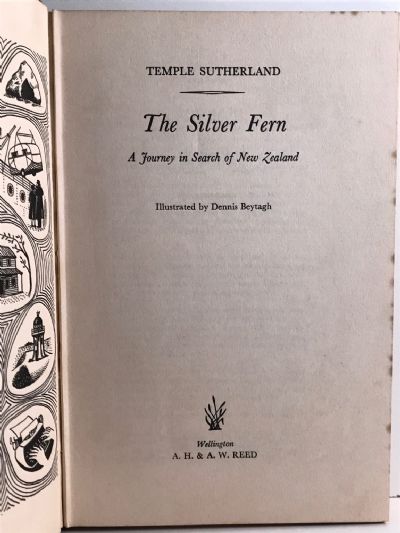 TEMPLE SUTHERLAND
The Silver Fern
A Journey in Search of New Zealand
Illustrated by Dennis Beytagh
Wellington
A. H. & A. W. REED